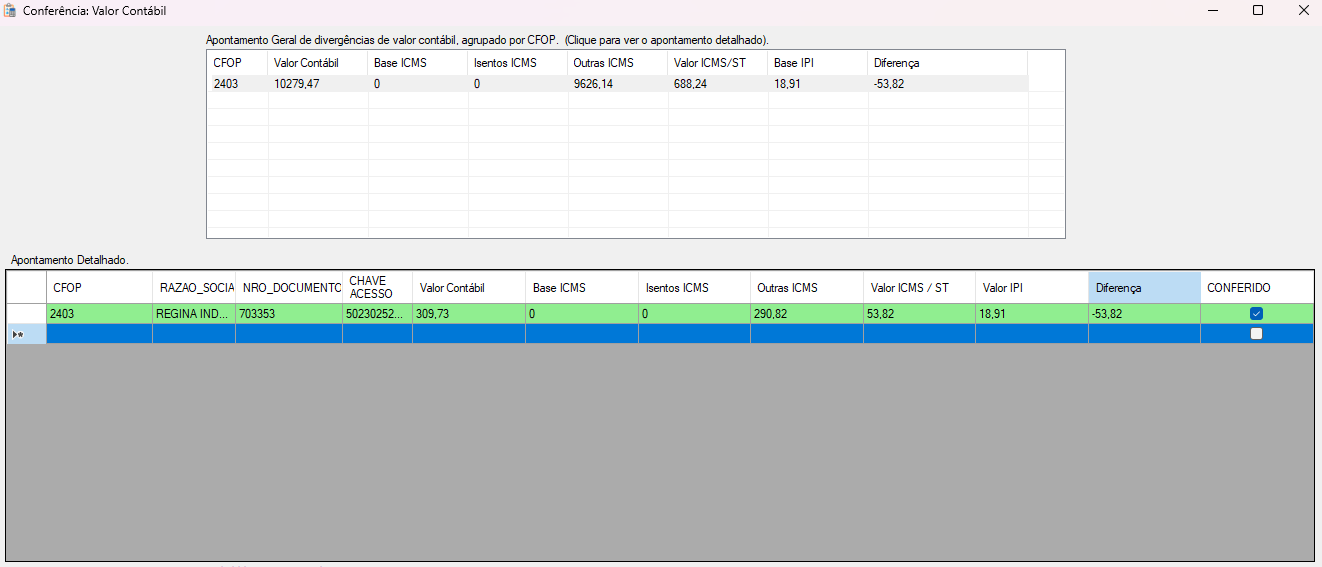 Conferência: Valor Contábil
Apontamento Geral de divergências de valor contábil, agrupado por CFOP. (Clique para ver o apontamento detalhado).
CFOP Valor Contábil Base ICMS Isentos ICMS Outras ICMS Valor ICMS/ST Base IPI Diferença
2403 10279,47 0 0 9626,14 688,24 18,91 -53,82
Apontamento Detalhado.
CFOP RAZAO_SOCIA NRO_DOCUMENTO CHAVE ACESSO Valor Contábil Base ICMS Isentos ICMS Outras ICMS Valor ICMS / ST Valor IPI Diferença CONFERIDO
2403 REGINA IND... 703353 50230252... 309,73 0 0 290,82 53,82 18,91 -53,82